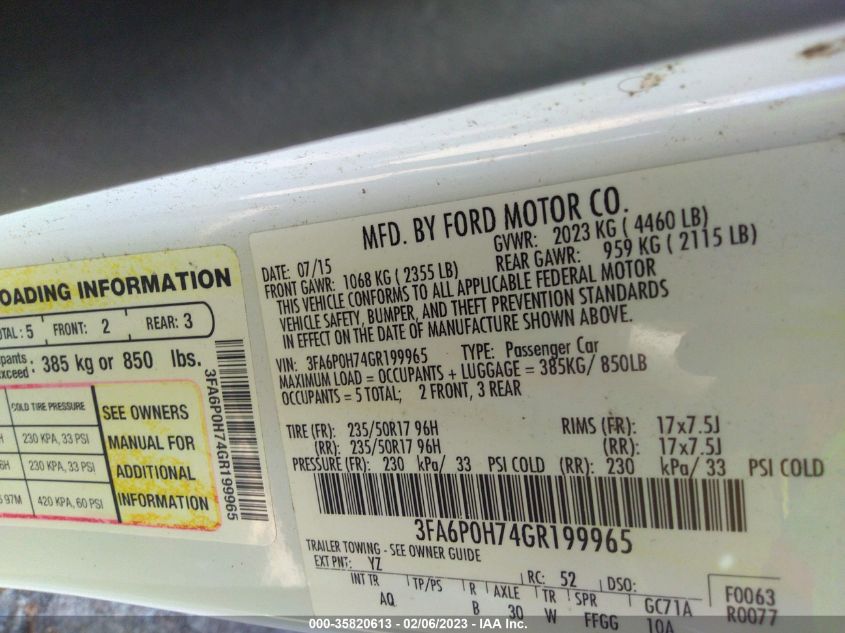 OADING INFORMATION
OTAL: 5 FRONT: 2 REAR: 3
pants
xceed: 385 kg or 850 lbs.
COLD TIRE PRESSURE
230 KPA, 33 PSI
6H 230 KPA, 33 PSI
97M 420 KPA, 60 PSI
SEE OWNERS
MANUAL FOR
ADDITIONAL
INFORMATION
3FA6P0H74GR199965
MFD. BY FORD MOTOR CO.
DATE: 07/15 GVWR: 2023 KG ( 4460 LB)
FRONT GAWR: 1068 KG ( 2355 LB) REAR GAWR: 959 KG ( 2115 LB)
THIS VEHICLE CONFORMS TO ALL APPLICABLE FEDERAL MOTOR
VEHICLE SAFETY, BUMPER, AND THEFT PREVENTION STANDARDS
IN EFFECT ON THE DATE OF MANUFACTURE SHOWN ABOVE.
VIN: 3FA6P0H74GR199965 TYPE: Passenger Car
MAXIMUM LOAD = OCCUPANTS + LUGGAGE = 385KG/ 850LB
OCCUPANTS = 5 TOTAL; 2 FRONT, 3 REAR
TIRE (FR): 235/50R17 96H RIMS (FR): 17x7.5J
(RR): 235/50R17 96H (RR): 17x7.5J
PRESSURE (FR): 230 kPa/ 33 PSI COLD (RR): 230 kPa/ 33 PSI COLD
3FA6P0H74GR199965
TRAILER TOWING - SEE OWNER GUIDE
EXT PNT: YZ RC: 52 DSO: F0063
INT TR TP/PS R AXLE TR SPR GC71A R0077
AQ B 30 W FFGG 10A
000-35820613 - 02/06/2023 - IAA Inc.